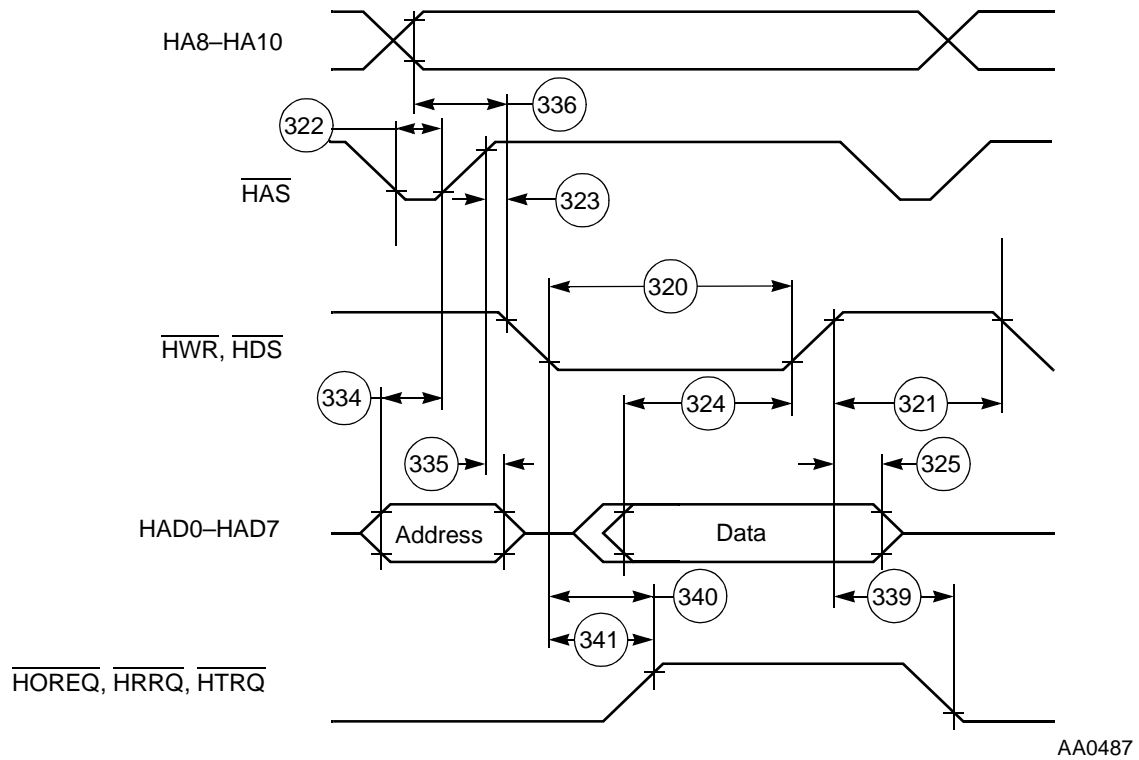 HA8–HA10
336
322
HAS
323
320
HWR, HDS
334
324
321
335
325
HAD0–HAD7
Address
Data
340
339
341
HOREQ, HRRQ, HTRQ
AA0487